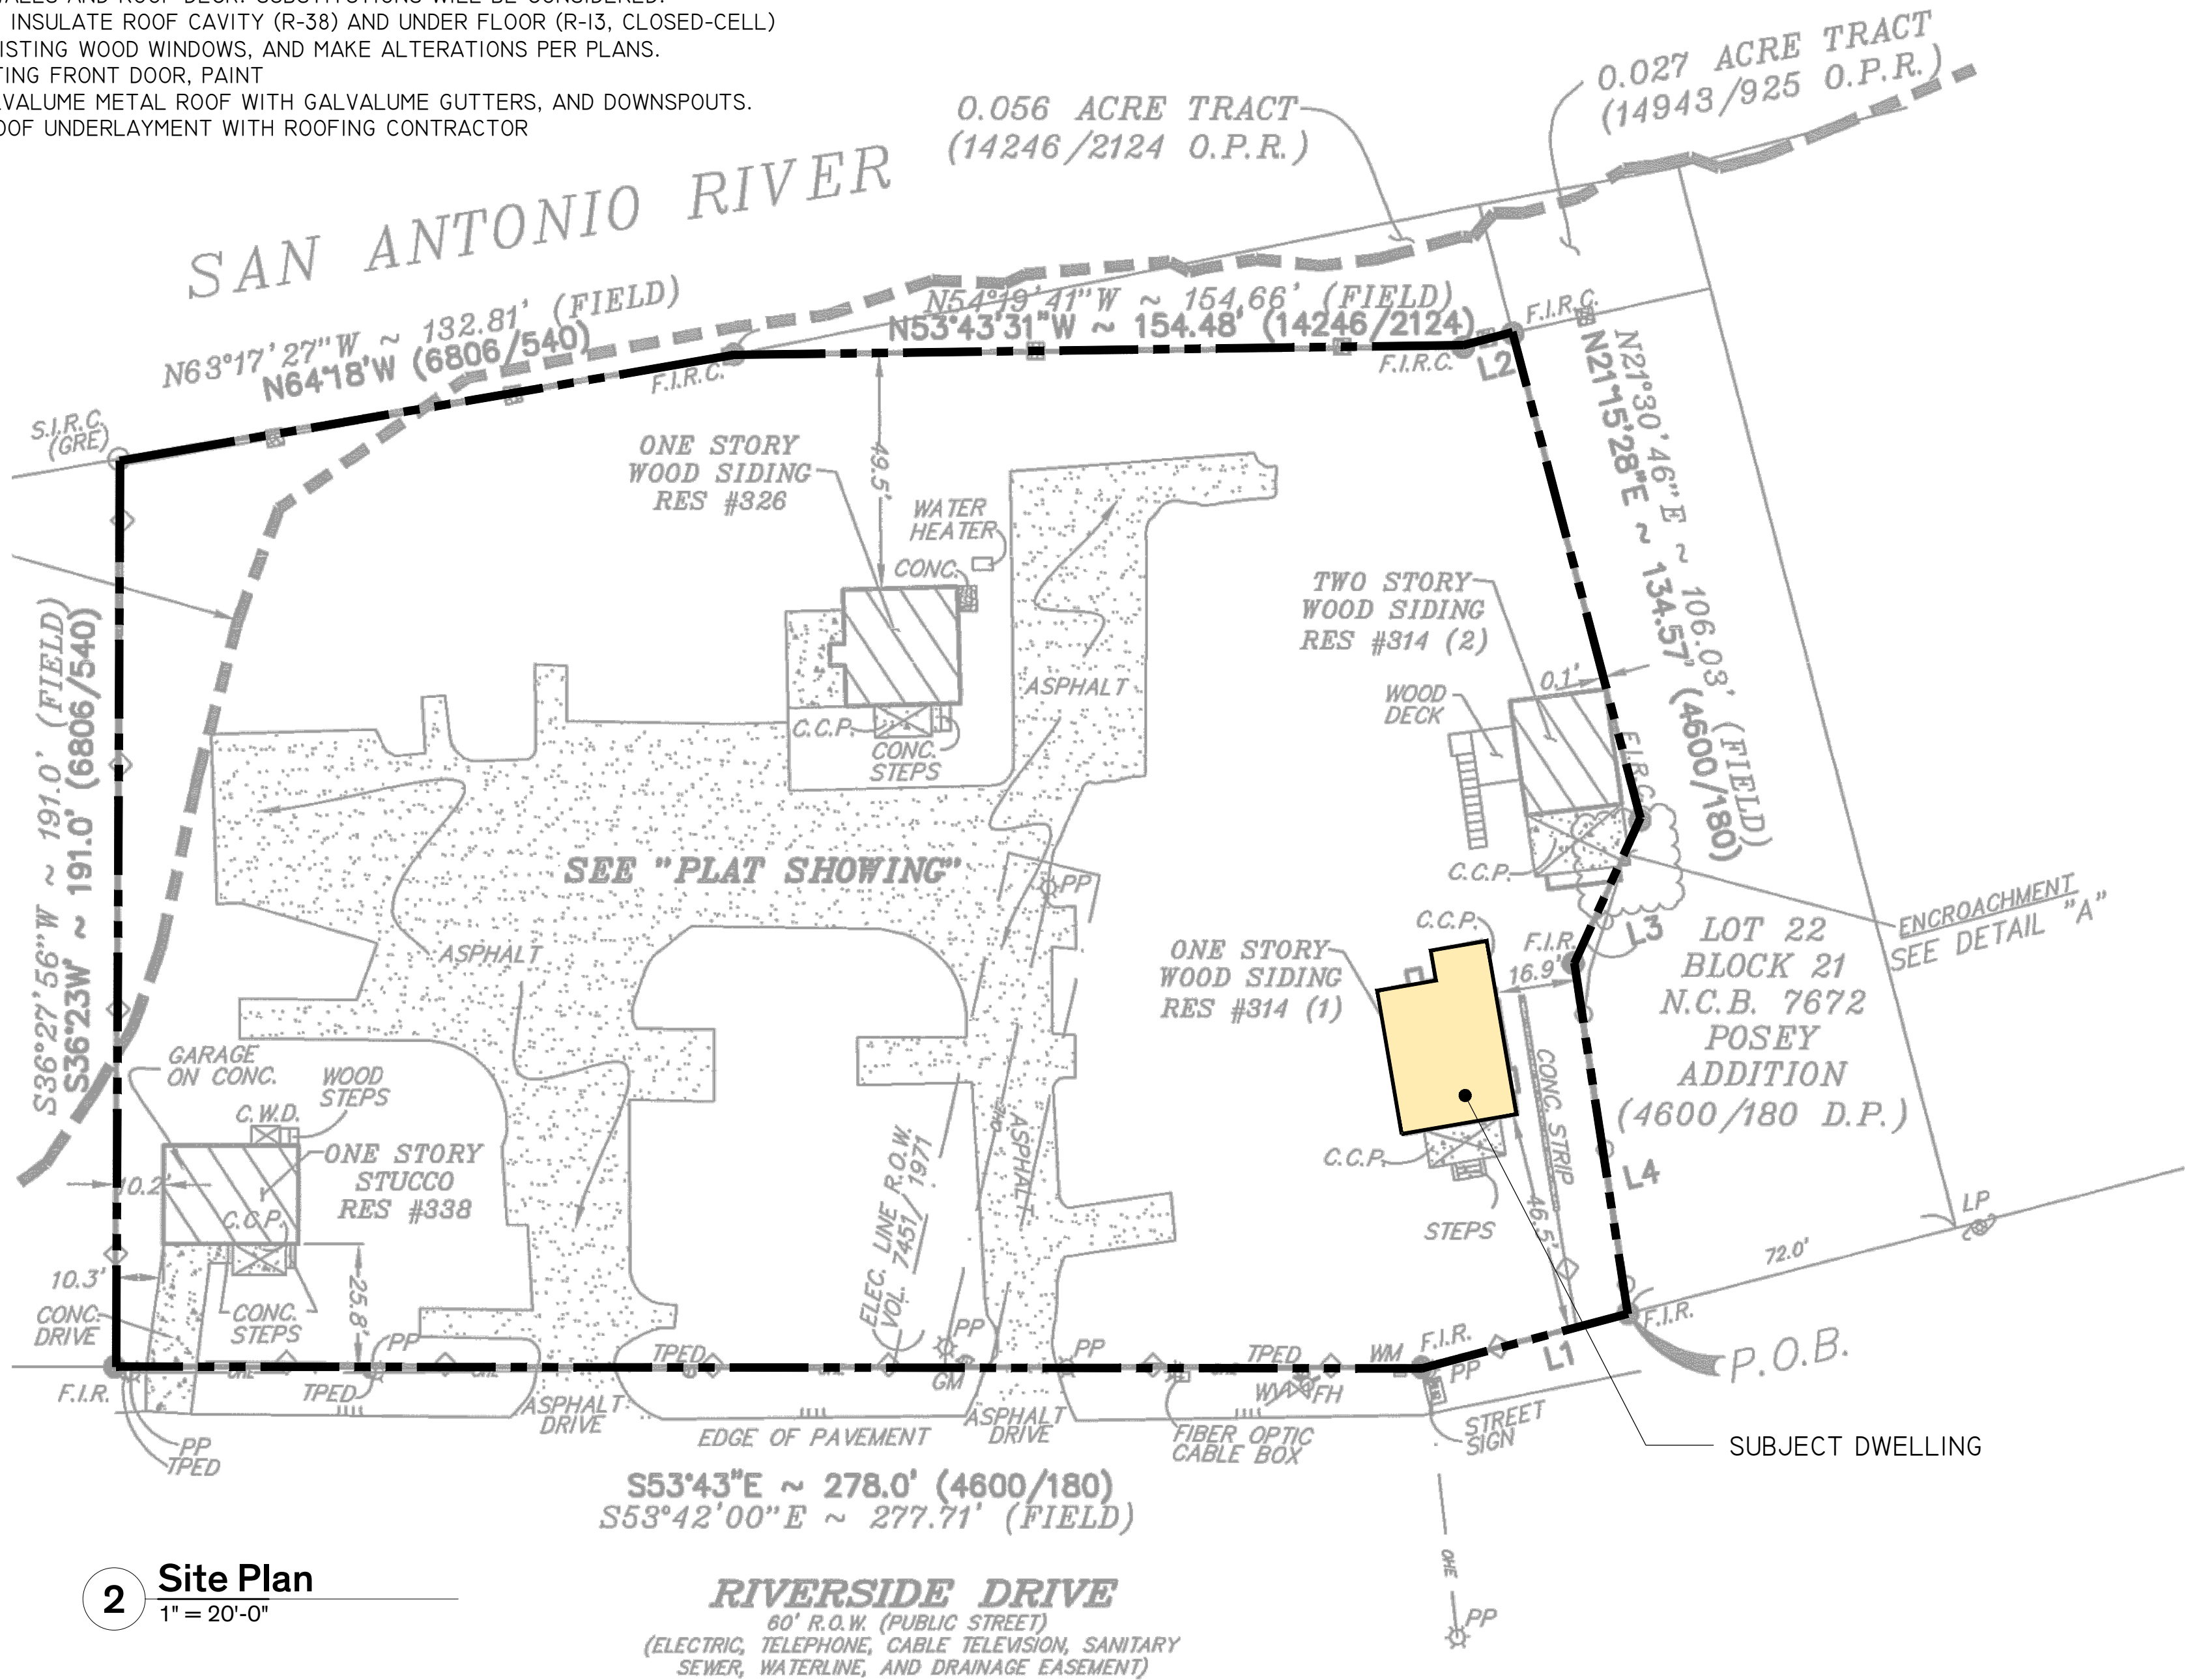 INSULATE ROOF CAVITY (R-38) AND UNDER FLOOR (R-13, CLOSED-CELL)
WOOD WINDOWS, AND MAKE ALTERATIONS PER PLANS.
FRONT DOOR, PAINT
METAL ROOF WITH GALVALUME GUTTERS, AND DOWNSPOUTS.
UNDERLAYMENT WITH ROOFING CONTRACTOR
0.027 ACRE TRACT
(14943/925 O.P.R.)
0.056 ACRE TRACT
(14246/2124 O.P.R.)
SAN ANTONIO RIVER
N63°17'27"W ~ 132.81' (FIELD)
N64°18'W (6806/540)
N54°19'41"W ~ 154.66' (FIELD)
N53°43'31"W ~ 154.48' (14246/2124)
F.I.R.C.
F.I.R.C.
F.I.R.C.
L2
S.I.R.C.
(GRE)
N21°30'46"E ~ 106.03' (FIELD)
N21°15'28"E ~ 134.57' (4600/180)
F.I.R.C.
ONE STORY
WOOD SIDING
RES #326
49.5'
WATER
HEATER
CONC.
C.C.P.
CONC.
STEPS
ASPHALT
TWO STORY
WOOD SIDING
RES #314 (2)
0.1'
WOOD
DECK
C.C.P.
S36°27'56"W ~ 191.0' (FIELD)
S36°23W' ~ 191.0' (6806/540)
SEE "PLAT SHOWING"
PP
ASPHALT
ENCROACHMENT
SEE DETAIL "A"
L3
LOT 22
BLOCK 21
N.C.B. 7672
POSEY
ADDITION
(4600/180 D.P.)
C.C.P.
F.I.R.
16.9'
ONE STORY
WOOD SIDING
RES #314 (1)
CONC. STRIP
C.C.P.
STEPS
46.5'
L4
GARAGE
ON CONC.
WOOD
STEPS
C.W.D.
ONE STORY
STUCCO
RES #338
10.2'
C.C.P.
10.3'
CONC.
DRIVE
CONC.
STEPS
25.8'
ELEC. LINE R.O.W.
VOL. 7451/1971
OHE
ASPHALT
LP
72.0'
F.I.R.
P.O.B.
L1
F.I.R.
PP
TPED
PP
TPED
ASPHALT
DRIVE
TPED
GM
PP
PP
ASPHALT
DRIVE
EDGE OF PAVEMENT
TPED
WV
FH
WM
F.I.R.
PP
FIBER OPTIC
CABLE BOX
STREET
SIGN
OHE
PP
SUBJECT DWELLING
S53°43"E ~ 278.0' (4600/180)
S53°42'00"E ~ 277.71' (FIELD)
2
Site Plan
1" = 20'-0"
RIVERSIDE DRIVE
60' R.O.W. (PUBLIC STREET)
(ELECTRIC, TELEPHONE, CABLE TELEVISION, SANITARY
SEWER, WATERLINE, AND DRAINAGE EASEMENT)